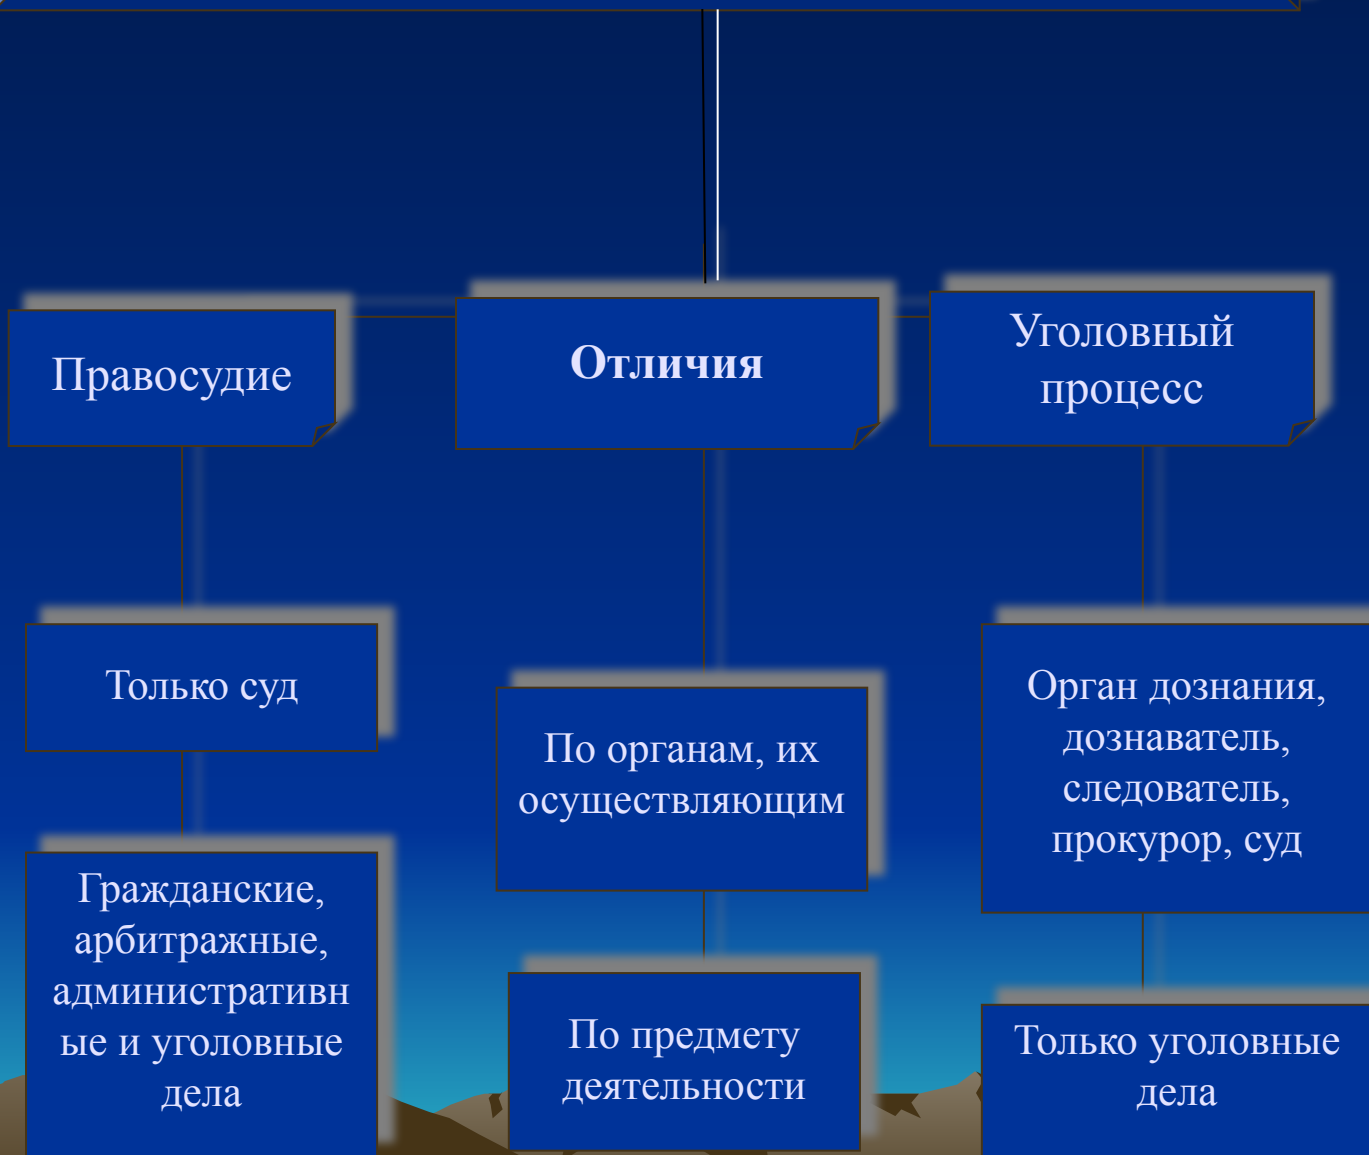 Правосудие
Отличия
Уголовный
процесс
Только суд
По органам, их
осуществляющим
Орган дознания,
дознаватель,
следователь,
прокурор, суд
Гражданские,
арбитражные,
административн
ые и уголовные
дела
По предмету
деятельности
Только уголовные
дела